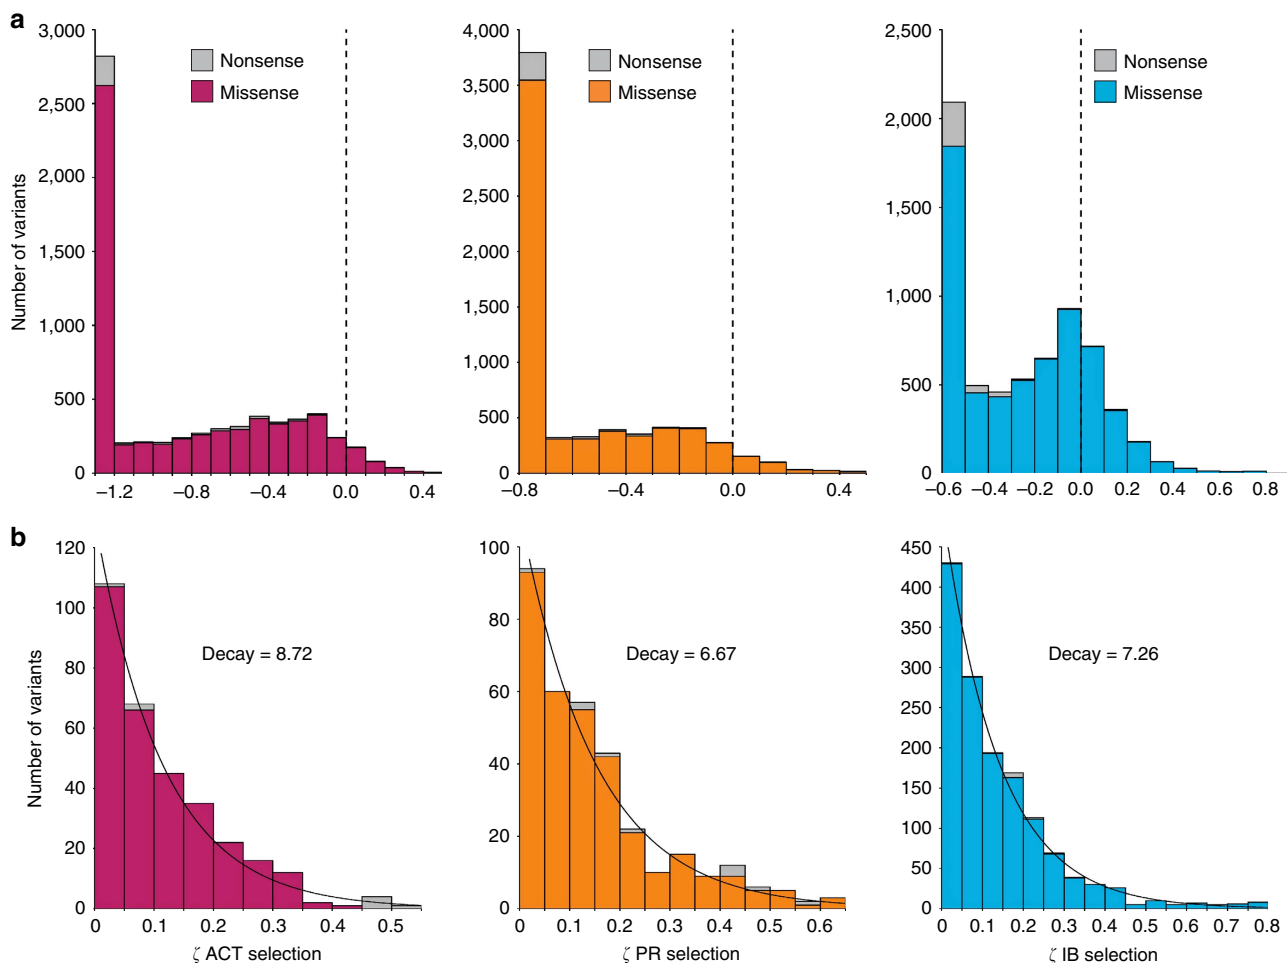 a
3,000
2,500
2,000
1,500
1,000
500
0
Number of variants
Nonsense
Missense
−1.2 −0.8 −0.4 0.0 0.4
4,000
3,500
3,000
2,500
2,000
1,500
1,000
500
0
Nonsense
Missense
−0.8 −0.4 0.0 0.4
2,500
2,000
1,500
1,000
500
0
Nonsense
Missense
−0.6 −0.4 −0.2 0.0 0.2 0.4 0.6 0.8
b
120
100
80
60
40
20
0
Number of variants
Decay = 8.72
0 0.1 0.2 0.3 0.4 0.5
ζ ACT selection
100
80
60
40
20
0
Decay = 6.67
0 0.1 0.2 0.3 0.4 0.5 0.6
ζ PR selection
450
400
350
300
250
200
150
100
50
0
Decay = 7.26
0 0.1 0.2 0.3 0.4 0.5 0.6 0.7 0.8
ζ IB selection